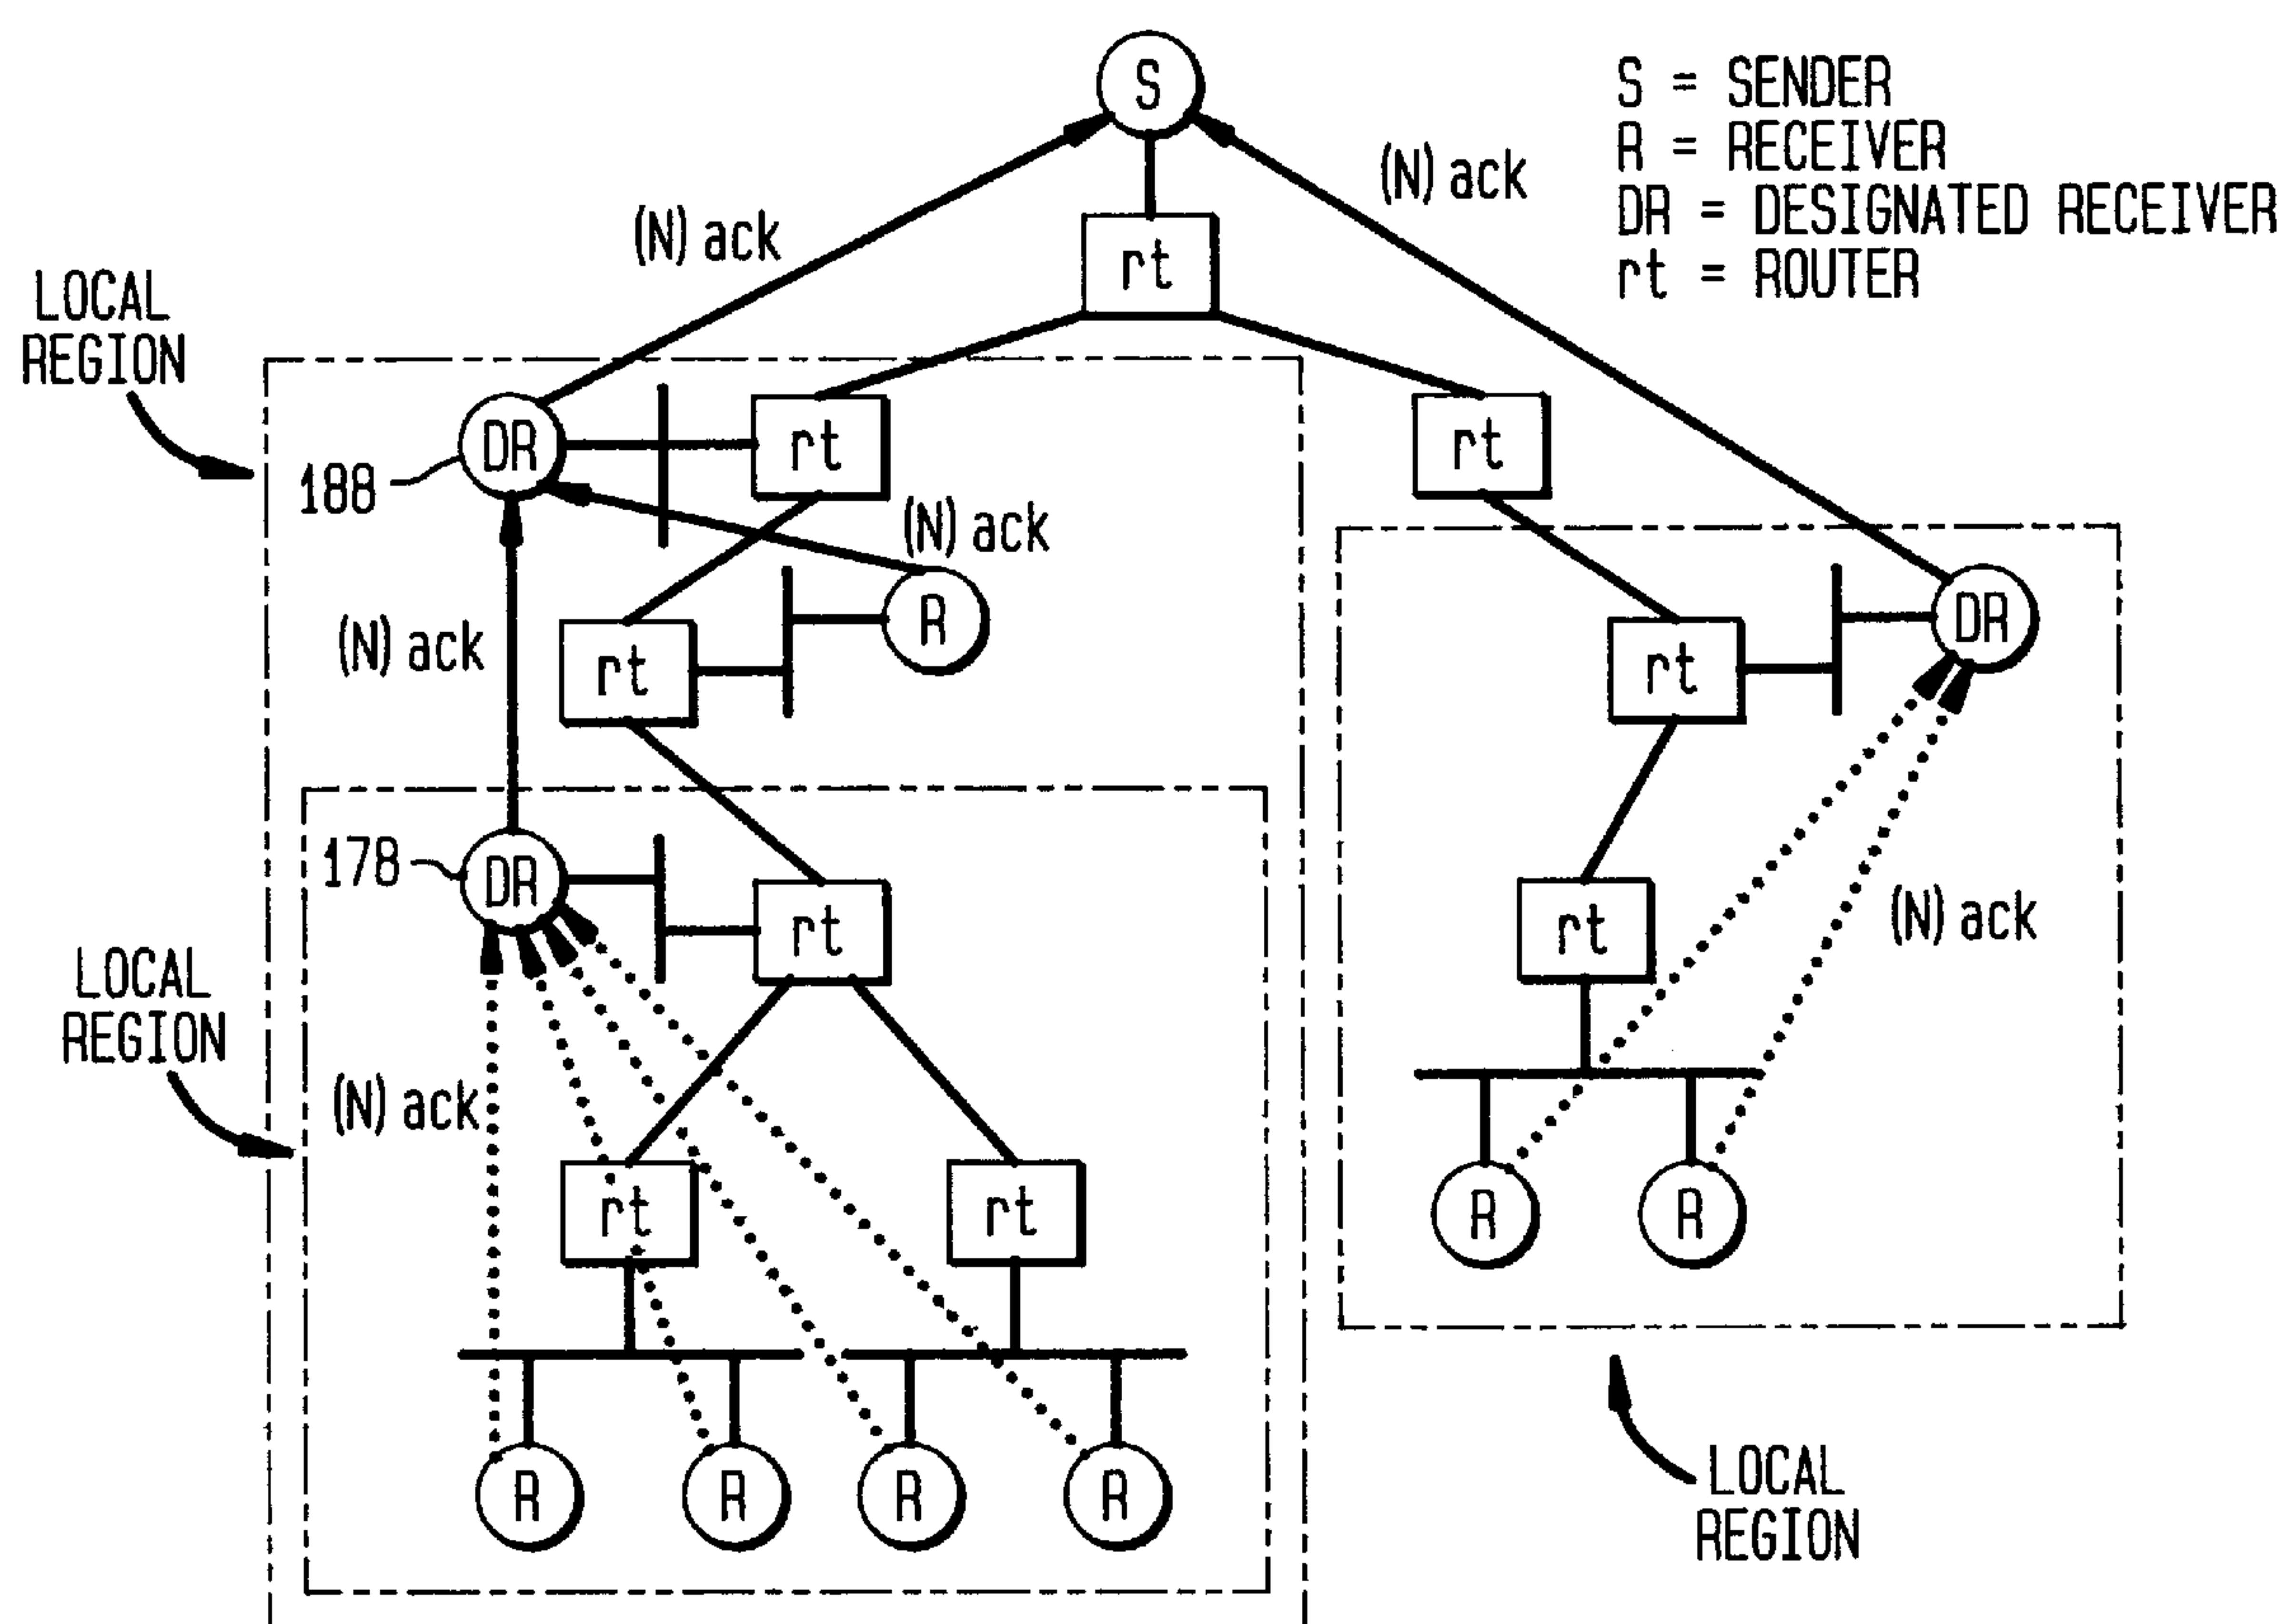 S
S = SENDER
R = RECEIVER
DR = DESIGNATED RECEIVER
rt = ROUTER
(N) ack
(N) ack
rt
LOCAL
REGION
DR
188
rt
rt
(N) ack
R
(N) ack
rt
rt
DR
178
DR
rt
rt
(N) ack
LOCAL
REGION
(N) ack
rt
rt
R
R
R
R
R
R
LOCAL
REGION